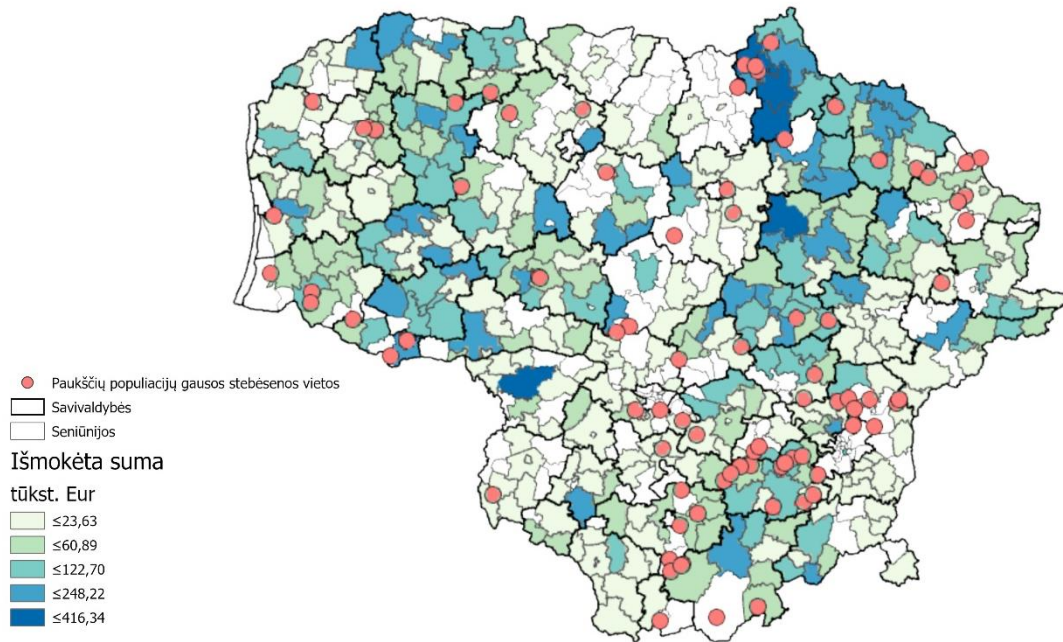 Paukščių populiacijų gausos stebėsenos vietos
Savivaldybės
Seniūnijos
Išmokėta suma
tūkst. Eur
≤23,63
≤60,89
≤122,70
≤248,22
≤416,34